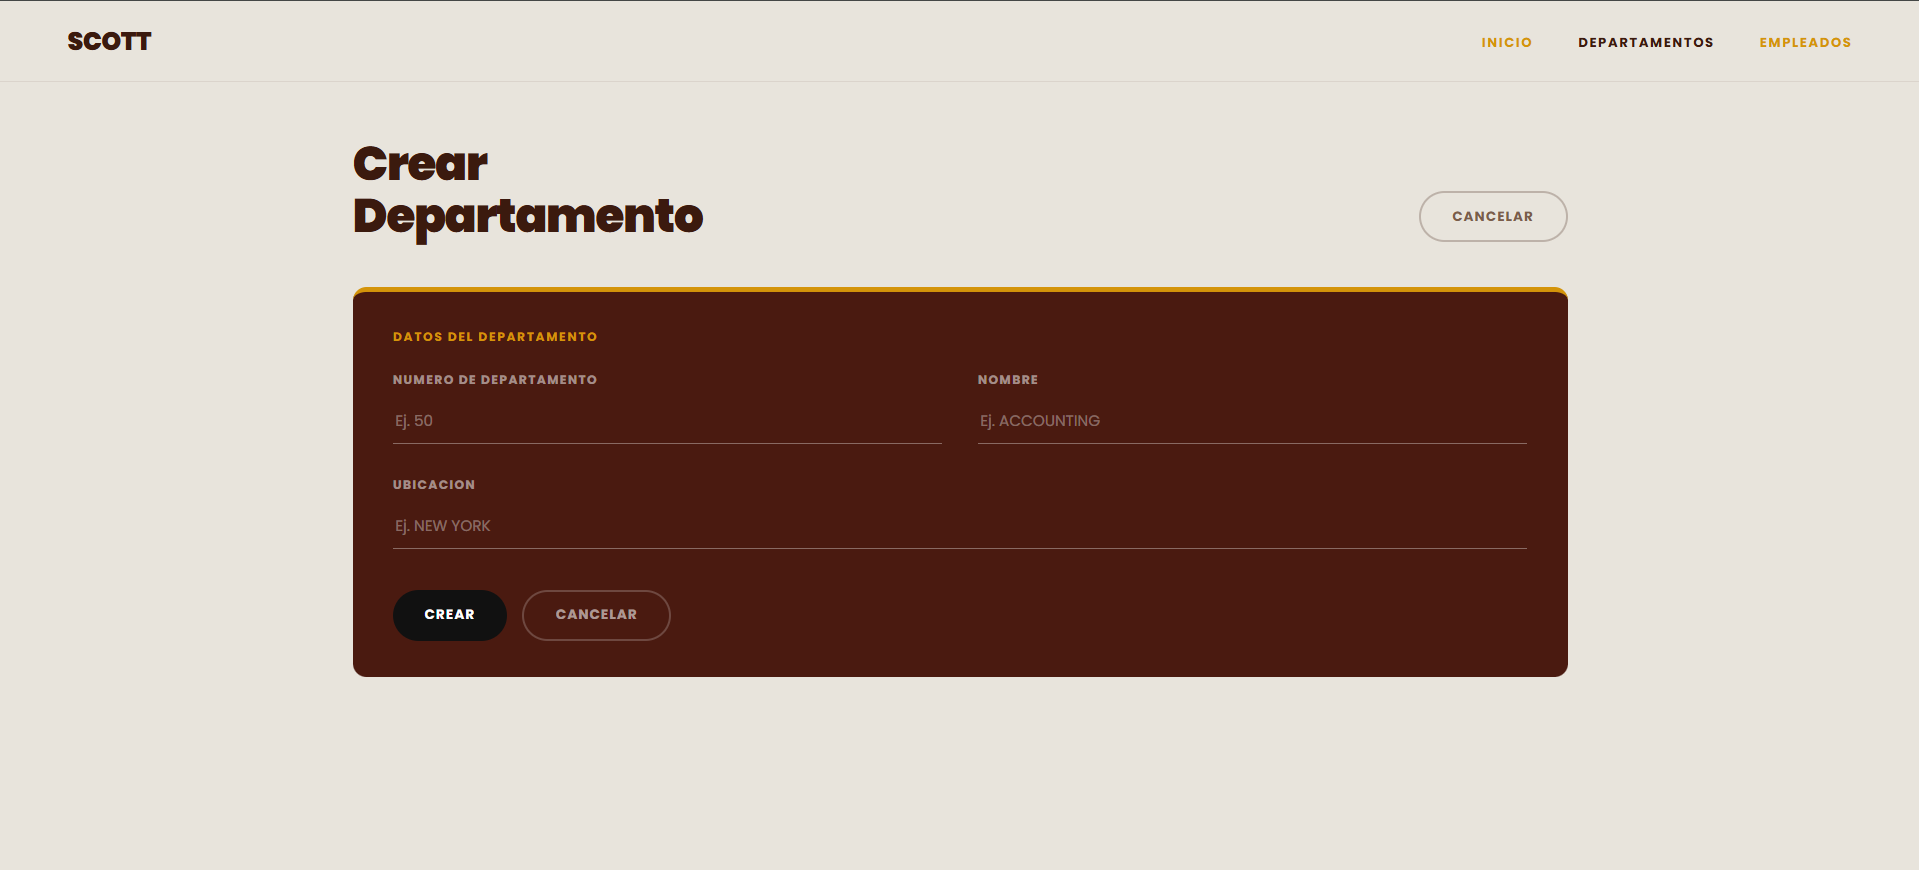 SCOTT
INICIO DEPARTAMENTOS EMPLEADOS
Crear
Departamento
CANCELAR
DATOS DEL DEPARTAMENTO
NUMERO DE DEPARTAMENTO
Ej. 50
NOMBRE
Ej. ACCOUNTING
UBICACION
Ej. NEW YORK
CREAR
CANCELAR